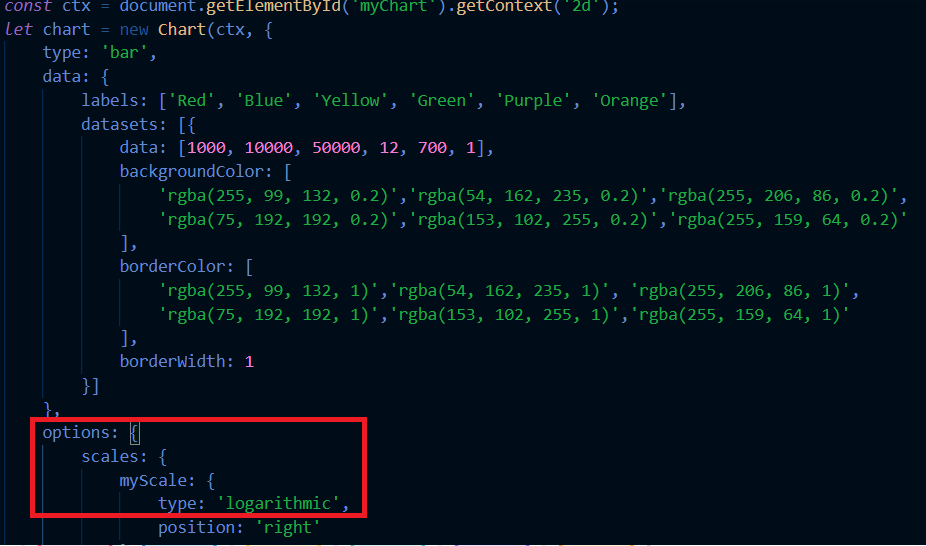 const ctx = document.getElementById('myChart').getContext('2d');
let chart = new Chart(ctx, {
    type: 'bar',
    data: {
        labels: ['Red', 'Blue', 'Yellow', 'Green', 'Purple', 'Orange'],
        datasets: [{
            data: [1000, 10000, 50000, 12, 700, 1],
            backgroundColor: [
                'rgba(255, 99, 132, 0.2)','rgba(54, 162, 235, 0.2)','rgba(255, 206, 86, 0.2)',
                'rgba(75, 192, 192, 0.2)','rgba(153, 102, 255, 0.2)','rgba(255, 159, 64, 0.2)'
            ],
            borderColor: [
                'rgba(255, 99, 132, 1)','rgba(54, 162, 235, 1)', 'rgba(255, 206, 86, 1)',
                'rgba(75, 192, 192, 1)','rgba(153, 102, 255, 1)','rgba(255, 159, 64, 1)'
            ],
            borderWidth: 1
        }]
    },
    options: {
        scales: {
            myScale: {
                type: 'logarithmic',
                position: 'right'